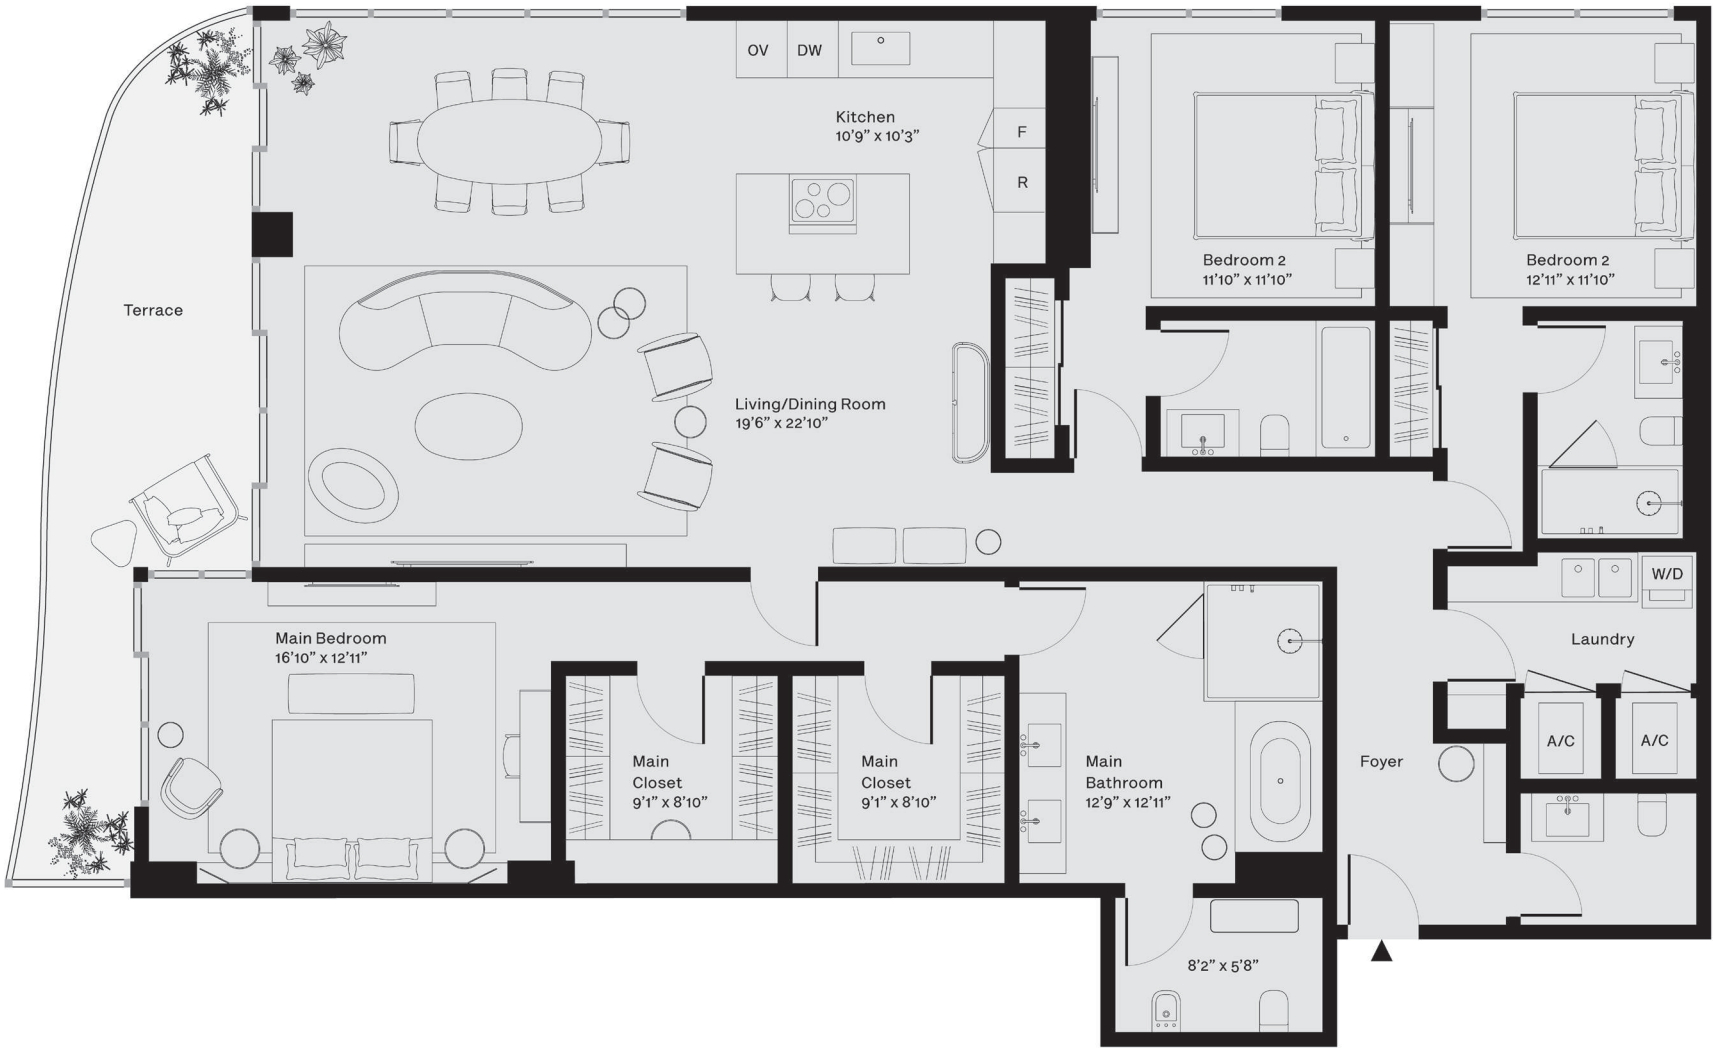 OV
DW
Kitchen
10’9” x 10’3”
F
R
Bedroom 2
11’10” x 11’10”
Bedroom 2
12’11” x 11’10”
Terrace
Living/Dining Room
19’6” x 22’10”
W/D
Laundry
Main Bedroom
16’10” x 12’11”
A/C
A/C
Main
Closet
9’1” x 8’10”
Main
Closet
9’1” x 8’10”
Main
Bathroom
12’9” x 12’11”
Foyer
8’2” x 5’8”